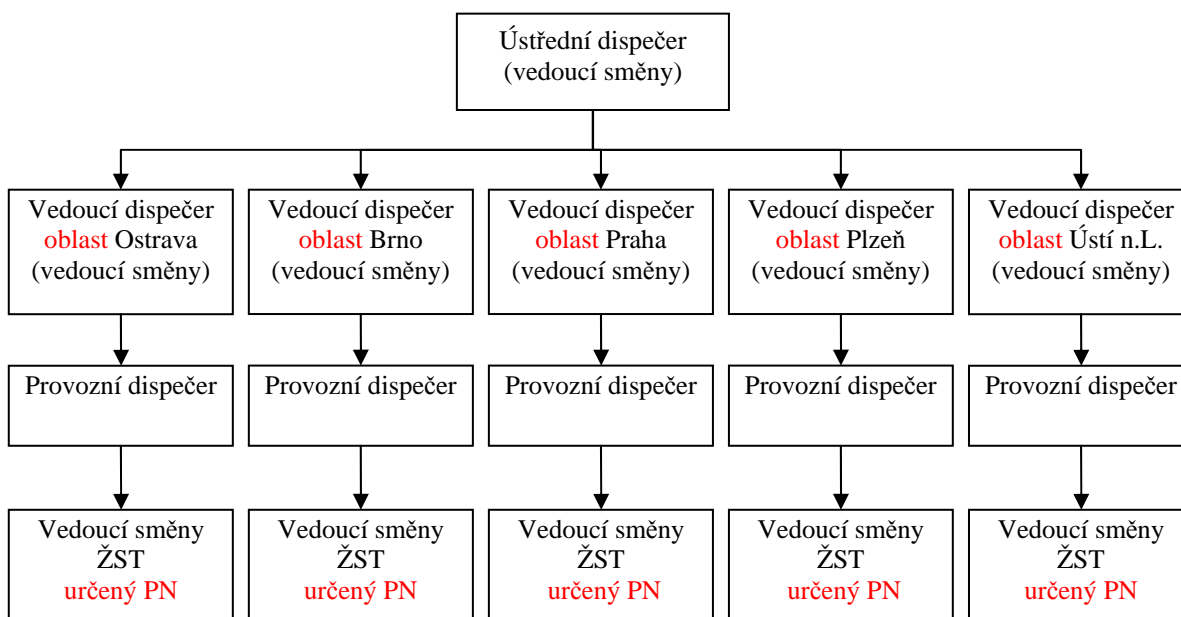 Ústřední dispečer
(vedoucí směny)
Vedoucí dispečer
oblast Ostrava
(vedoucí směny)
Vedoucí dispečer
oblast Brno
(vedoucí směny)
Vedoucí dispečer
oblast Praha
(vedoucí směny)
Vedoucí dispečer
oblast Plzeň
(vedoucí směny)
Vedoucí dispečer
oblast Ústí n.L.
(vedoucí směny)
Provozní dispečer
Provozní dispečer
Provozní dispečer
Provozní dispečer
Provozní dispečer
Vedoucí směny
ŽST
určený PN
Vedoucí směny
ŽST
určený PN
Vedoucí směny
ŽST
určený PN
Vedoucí směny
ŽST
určený PN
Vedoucí směny
ŽST
určený PN